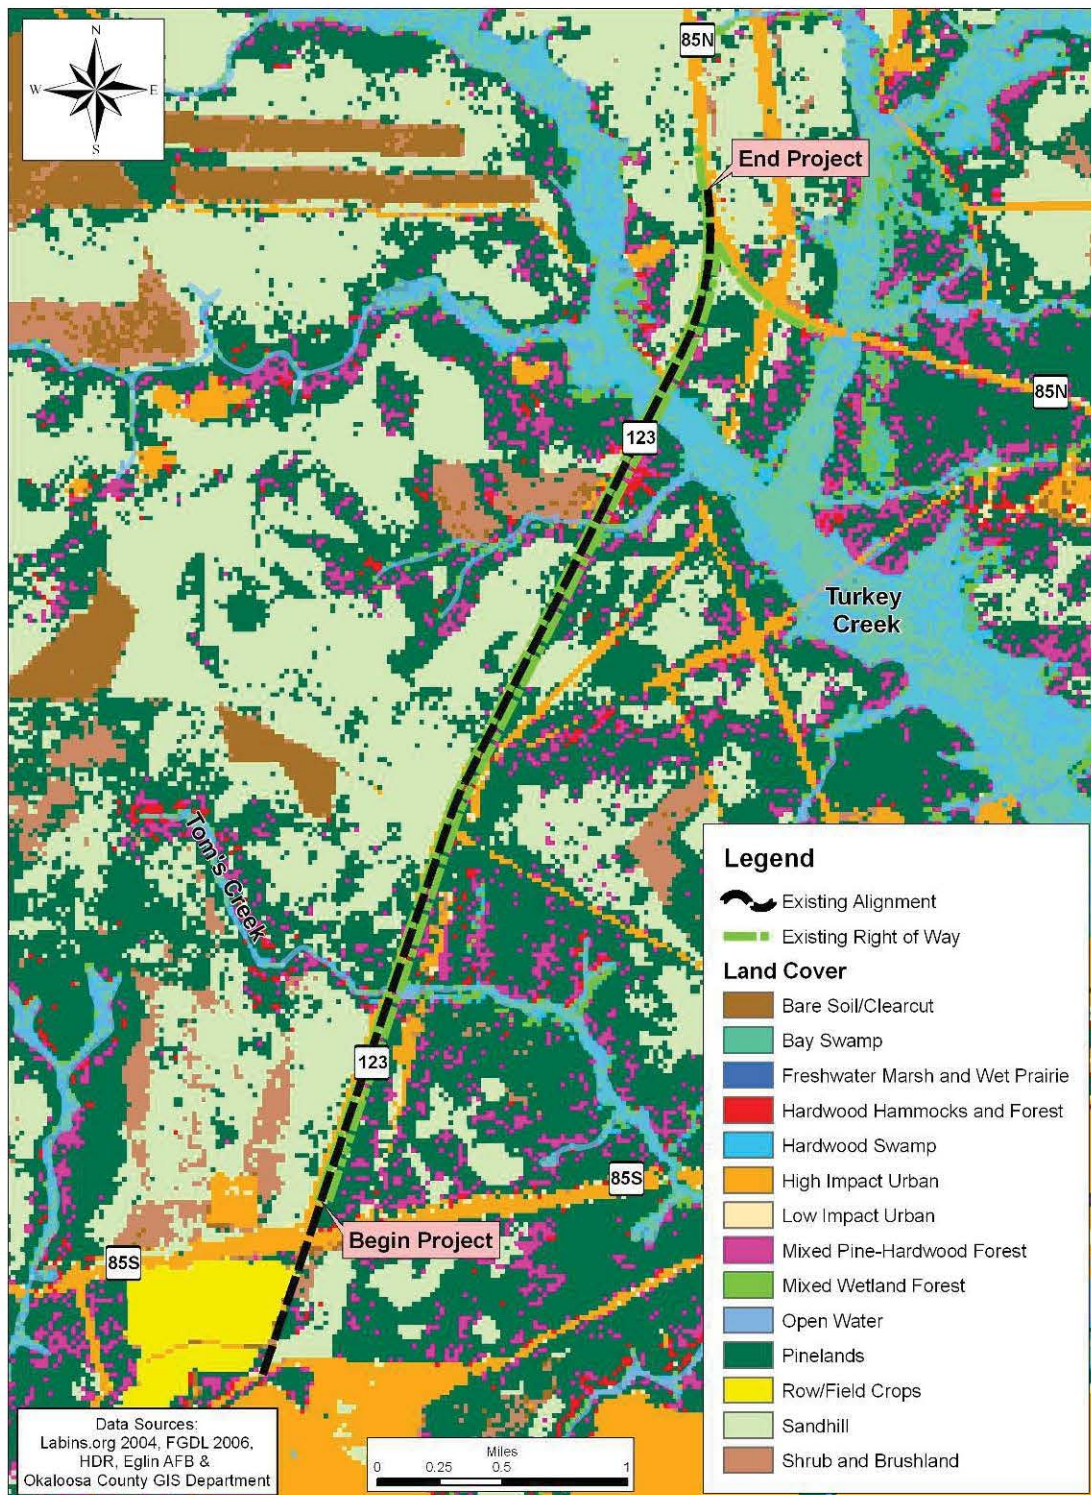 N
W
E
S
85N
End Project
85N
123
Turkey
Creek
Tom's Creek
123
85S
Begin Project
85S
Legend
Existing Alignment
Existing Right of Way
Land Cover
Bare Soil/Clearcut
Bay Swamp
Freshwater Marsh and Wet Prairie
Hardwood Hammocks and Forest
Hardwood Swamp
High Impact Urban
Low Impact Urban
Mixed Pine-Hardwood Forest
Mixed Wetland Forest
Open Water
Pinelands
Row/Field Crops
Sandhill
Shrub and Brushland
Data Sources:
Labins.org 2004, FGDL 2006,
HDR, Eglin AFB &
Okaloosa County GIS Department
Miles
0 0.25 0.5 1